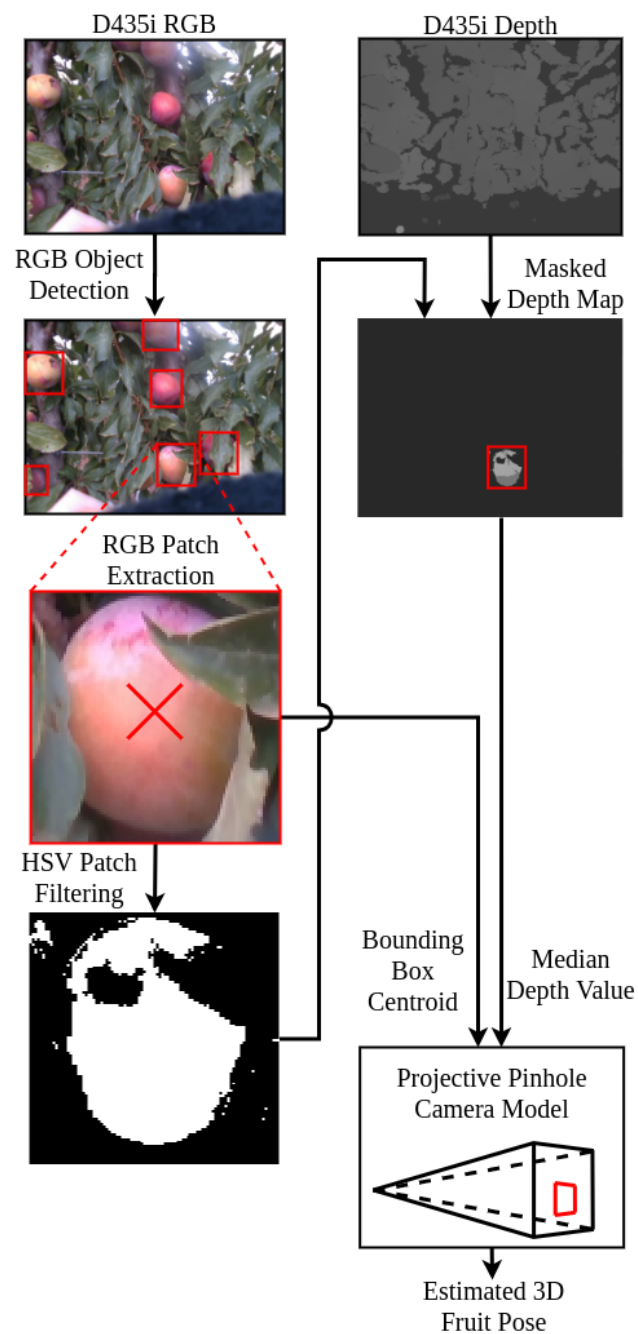 D435i RGB
D435i Depth
RGB Object
Detection
Masked
Depth Map
RGB Patch
Extraction
HSV Patch
Filtering
Bounding
Box
Centroid
Median
Depth Value
Projective Pinhole
Camera Model
Estimated 3D
Fruit Pose